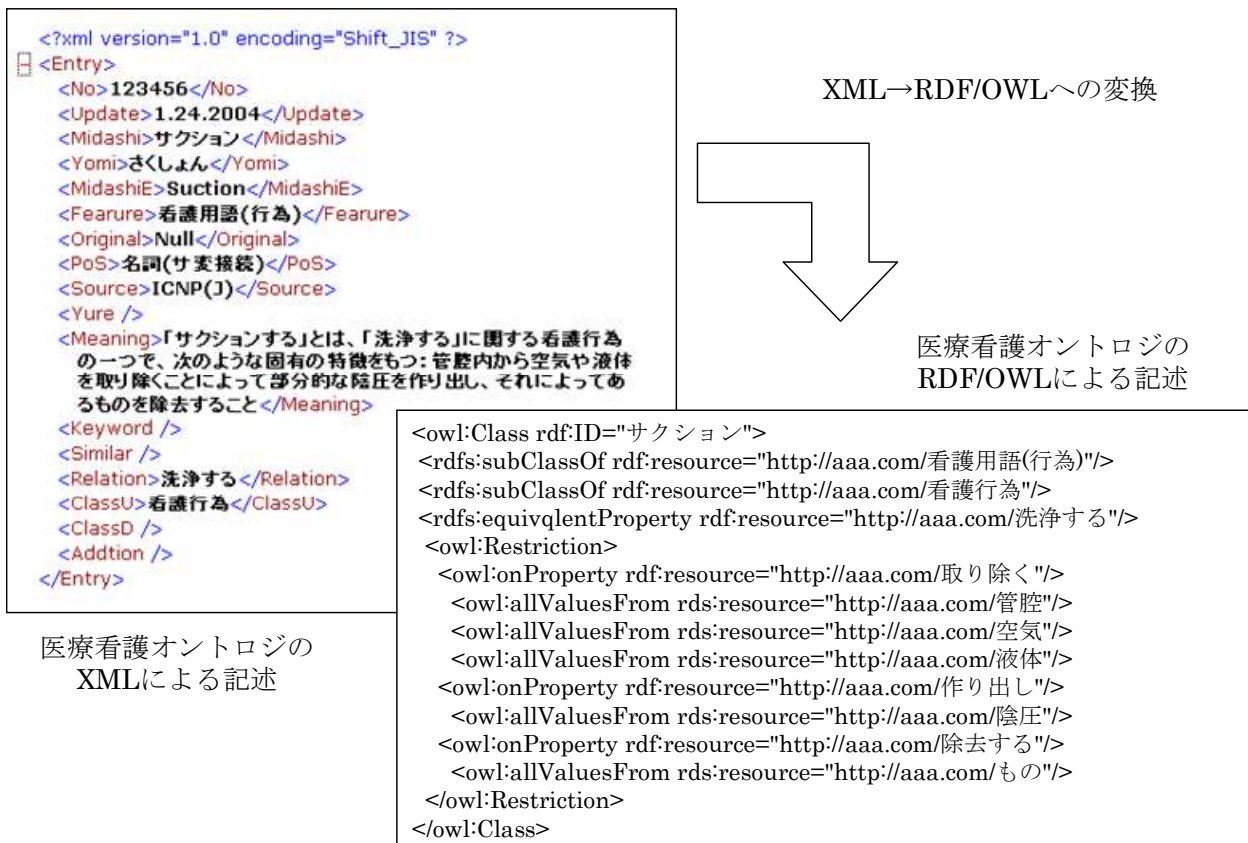 <?xml version="1.0" encoding="Shift_JIS" ?>
<Entry>
<No>123456</No>
<Update>1.24.2004</Update>
<Midashi>サクション</Midashi>
<Yomi>さくしょん</Yomi>
<MidashiE>Suction</MidashiE>
<Fearure>看護用語(行為)</Fearure>
<Original>Null</Original>
<PoS>名詞(サ変接続)</PoS>
<Source>ICNP(J)</Source>
<Yure />
<Meaning>「サクションする」とは、「洗浄する」に関する看護行為
の一つで、次のような固有の特徴をもつ：管腔内から空気や液体
を取り除くことによって部分的な陰圧を作り出し、それによってあ
るものを除去すること</Meaning>
<Keyword />
<Similar />
<Relation>洗浄する</Relation>
<ClassU>看護行為</ClassU>
<ClassD />
<Addtion />
</Entry>
医療看護オントロジの
XMLによる記述
XML→RDF/OWLへの変換
医療看護オントロジの
RDF/OWLによる記述
<owl:Class rdf:ID="サクション">
<rdfs:subClassOf rdf:resource="http://aaa.com/看護用語(行為)"/>
<rdfs:subClassOf rdf:resource="http://aaa.com/看護行為"/>
<rdfs:equivqlentProperty rdf:resource="http://aaa.com/洗浄する"/>
<owl:Restriction>
<owl:onProperty rdf:resource="http://aaa.com/取り除く"/>
<owl:allValuesFrom rds:resource="http://aaa.com/管腔"/>
<owl:allValuesFrom rds:resource="http://aaa.com/空気"/>
<owl:allValuesFrom rds:resource="http://aaa.com/液体"/>
<owl:onProperty rdf:resource="http://aaa.com/作り出し"/>
<owl:allValuesFrom rds:resource="http://aaa.com/陰圧"/>
<owl:onProperty rdf:resource="http://aaa.com/除去する"/>
<owl:allValuesFrom rds:resource="http://aaa.com/もの"/>
</owl:Restriction>
</owl:Class>